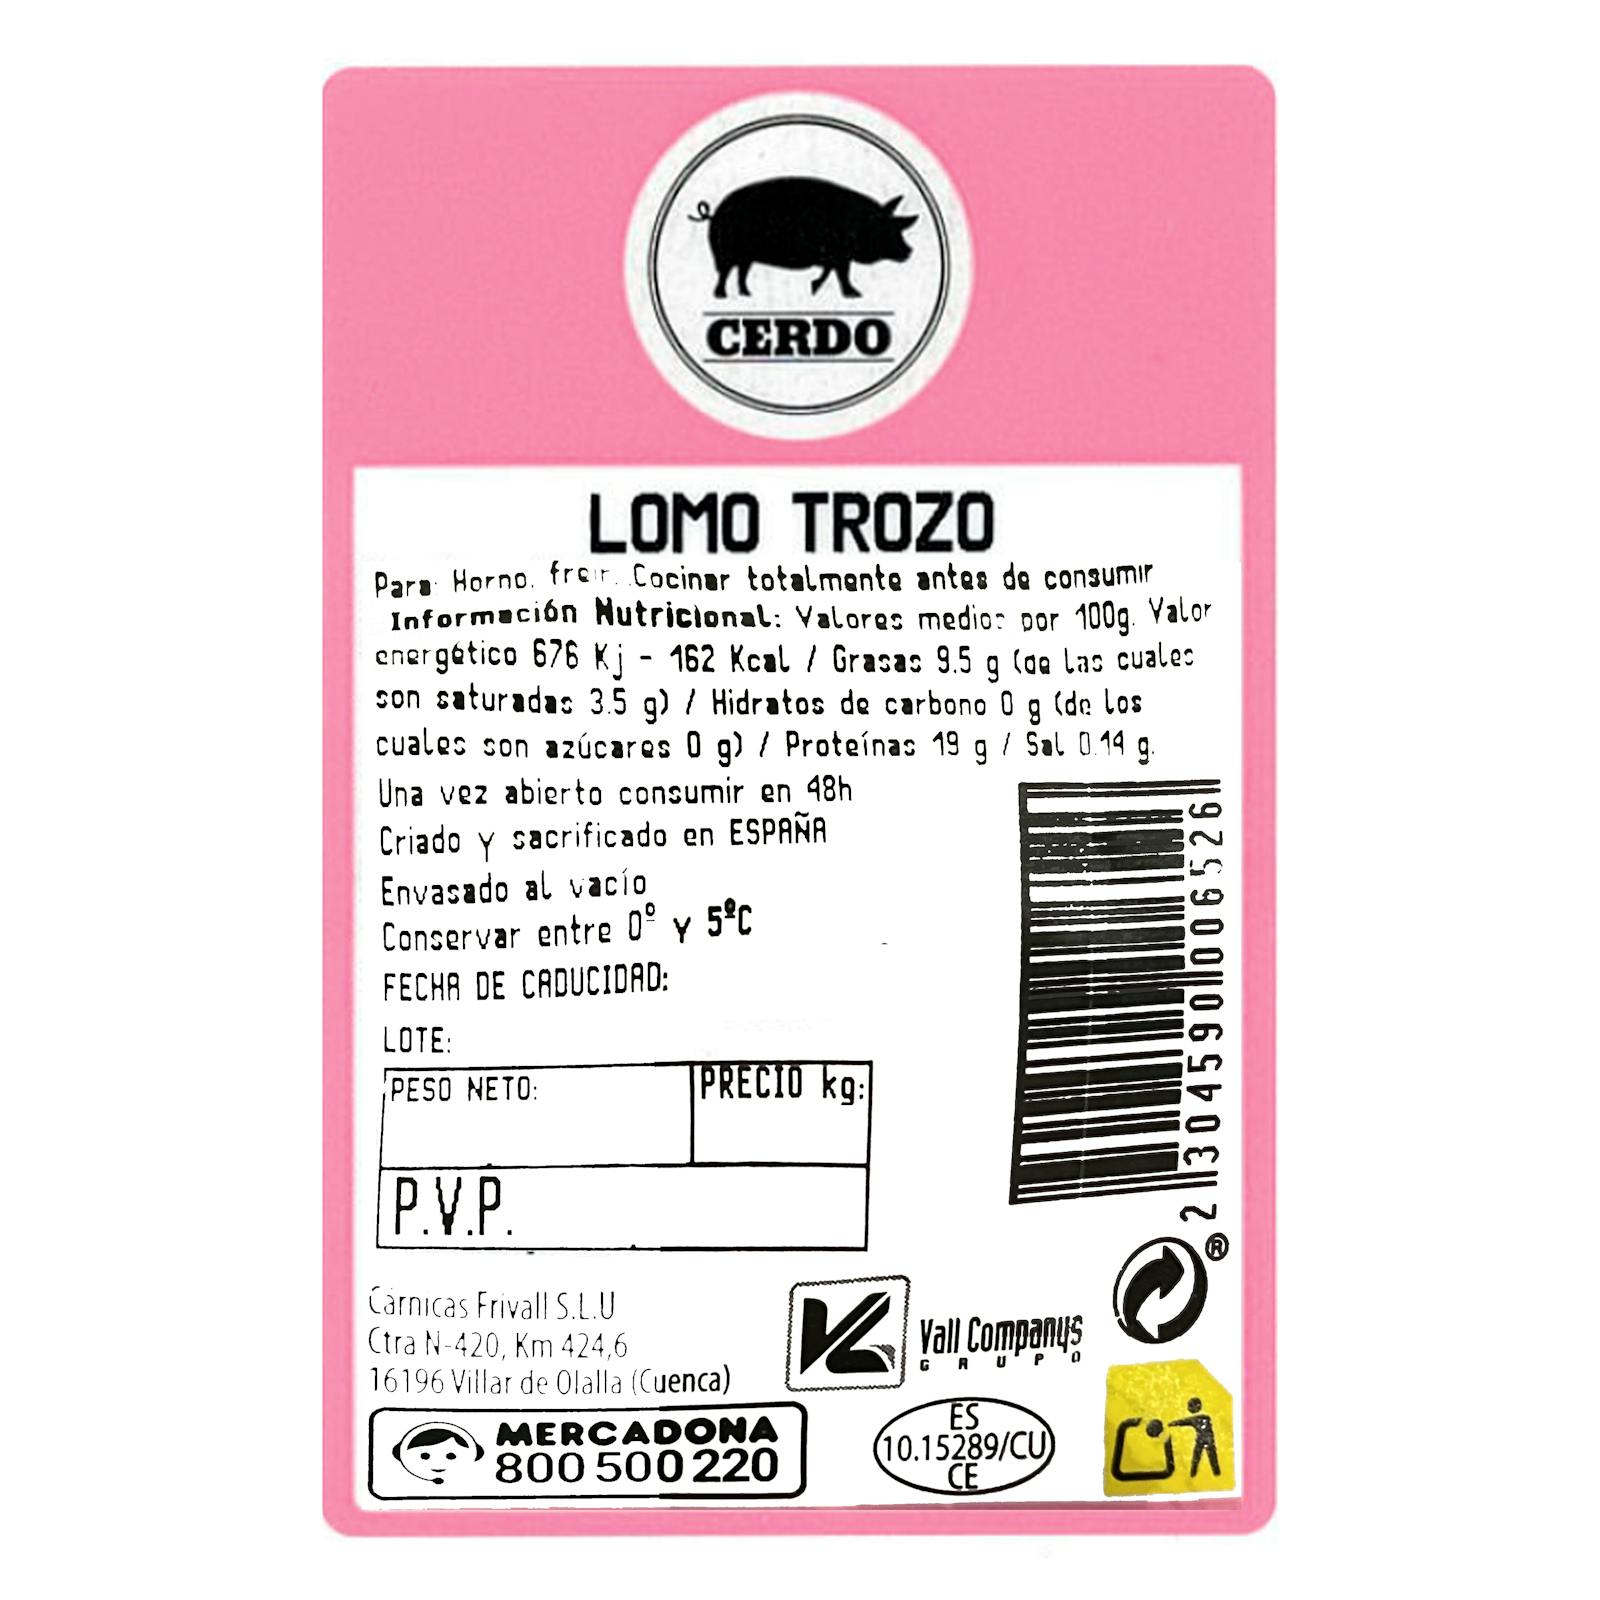 CERDO
LOMO TROZO
Para: Horno, freir. Cocinar totalmente antes de consumir
Información Nutricional: Valores medios por 100g. Valor
energético 676 Kj - 162 Kcal / Grasas 9.5 g (de las cuales
son saturadas 3.5 g) / Hidratos de carbono 0 g (de los
cuales son azúcares 0 g) / Proteínas 19 g / Sal 0.14 g.
Una vez abierto consumir en 48h
Criado y sacrificado en ESPAÑA
Envasado al vacío
Conservar entre 0º y 5ºC
FECHA DE CADUCIDAD:
LOTE:
PESO NETO:
PRECIO kg:
P.V.P.
2304590006526
Cárnicas Frivall S.L.U
Ctra N-420, Km 424,6
16196 Villar de Olalla (Cuenca)
Vall Companys
GRUPO
®
MERCADONA
800 500 220
ES
10.15289/CU
CE